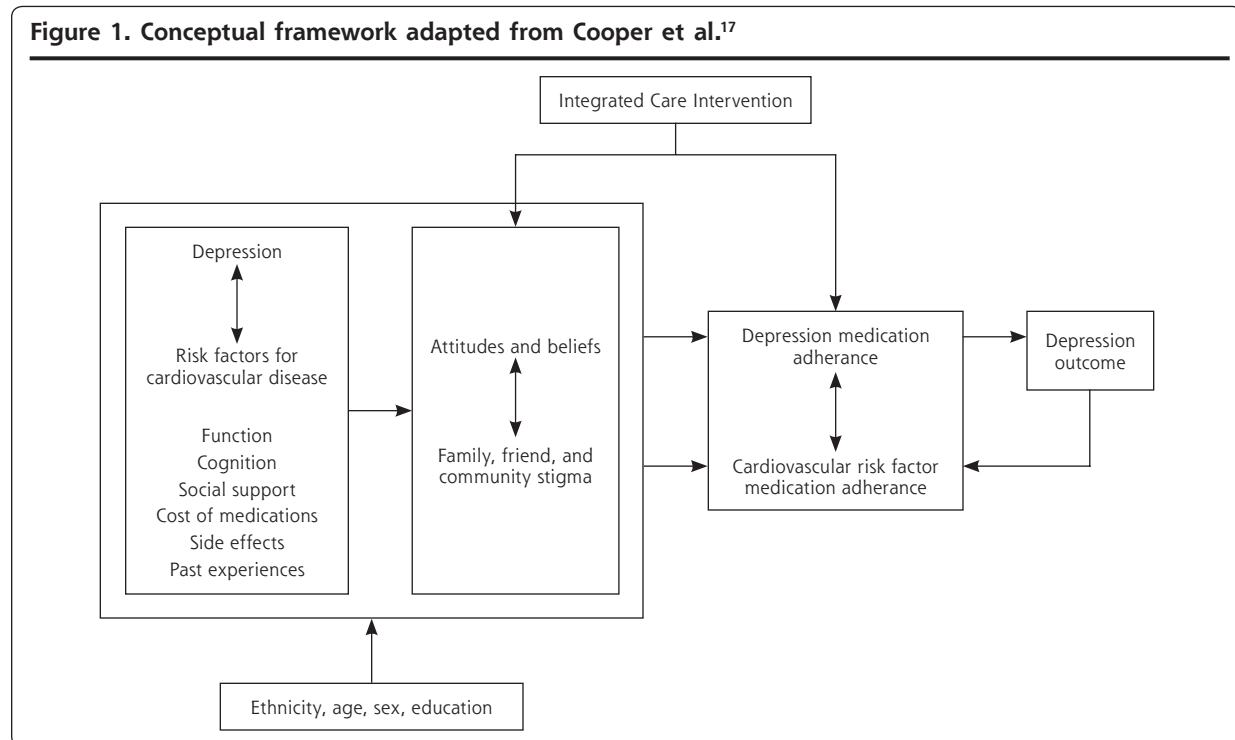 Figure 1. Conceptual framework adapted from Cooper et al.17
Integrated Care Intervention
Depression
Risk factors for
cardiovascular disease
Function
Cognition
Social support
Cost of medications
Side effects
Past experiences
Attitudes and beliefs
Family, friend, and
community stigma
Depression medication
adherance
Cardiovascular risk factor
medication adherance
Depression
outcome
Ethnicity, age, sex, education